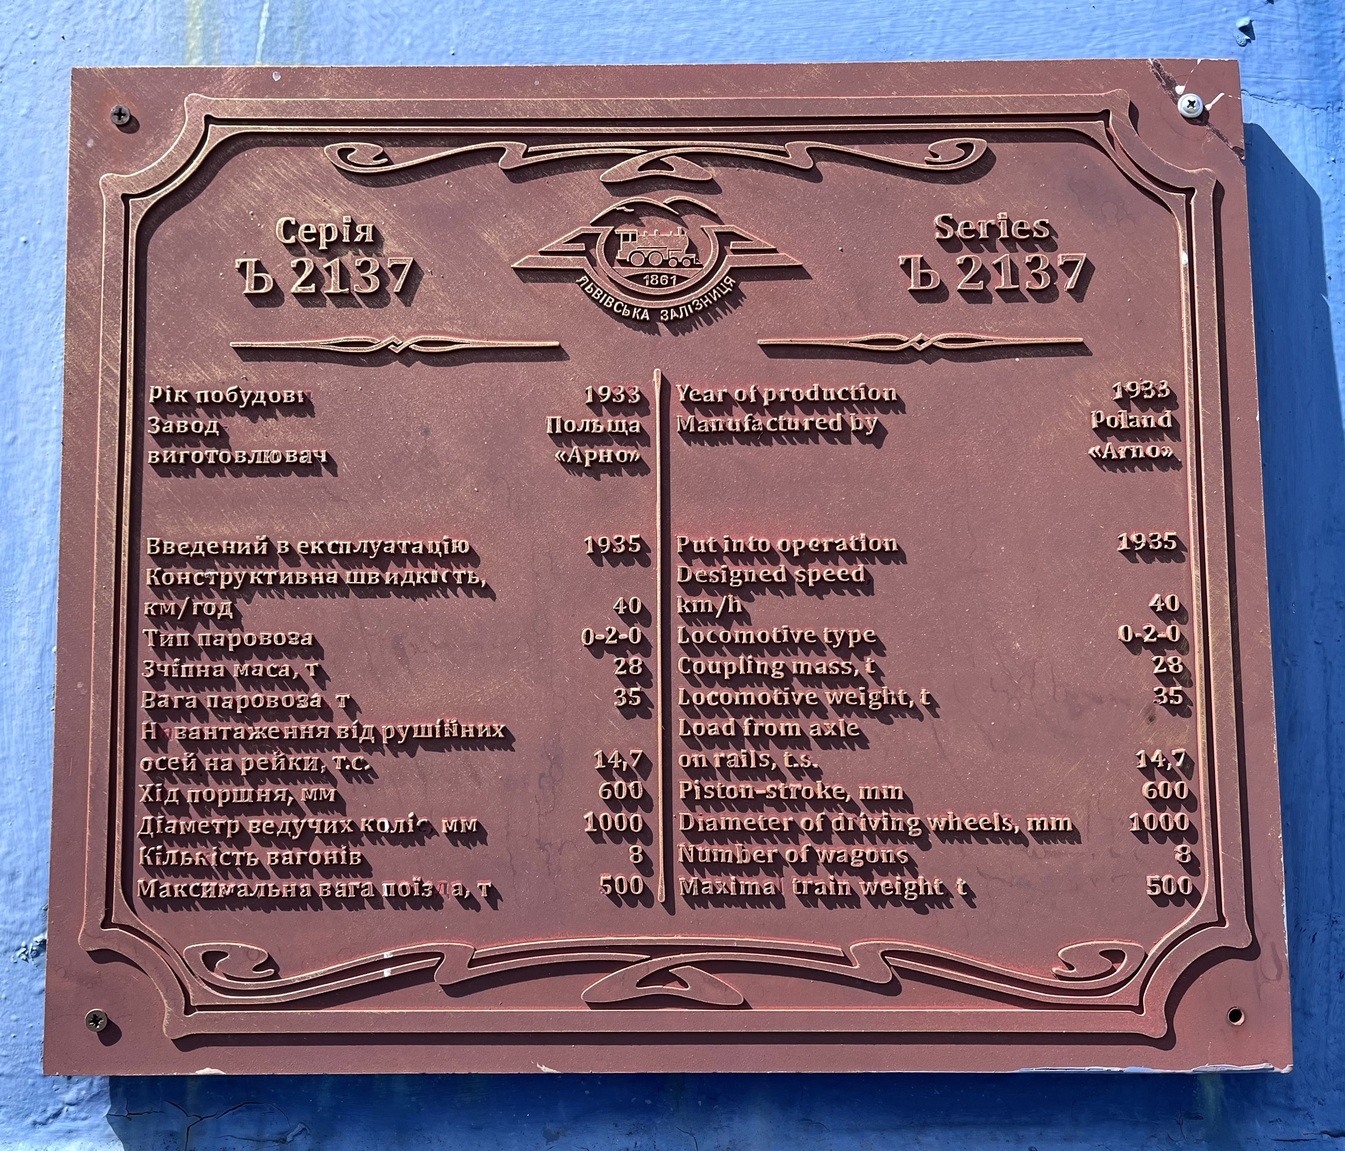 Серія
Ъ 2137
1861
ЛЬВІВСЬКА ЗАЛІЗНИЦЯ
Series
Ъ 2137
Рік побудови 1933
Завод Польща
виготовлювач «Арно»
Введений в експлуатацію 1935
Конструктивна швидкість,
км/год 40
Тип паровоза 0-2-0
Зчіпна маса, т 28
Вага паровоза т 35
Навантаження від рушійних
осей на рейки, т.с. 14,7
Хід поршня, мм 600
Діаметр ведучих коліс, мм 1000
Кількість вагонів 8
Максимальна вага поїзда, т 500
Year of production 1933
Manufactured by Poland
«Arno»
Put into operation 1935
Designed speed
km/h 40
Locomotive type 0-2-0
Coupling mass, t 28
Locomotive weight, t 35
Load from axle
on rails, t.s. 14,7
Piston-stroke, mm 600
Diameter of driving wheels, mm 1000
Number of wagons 8
Maximal train weight t 500